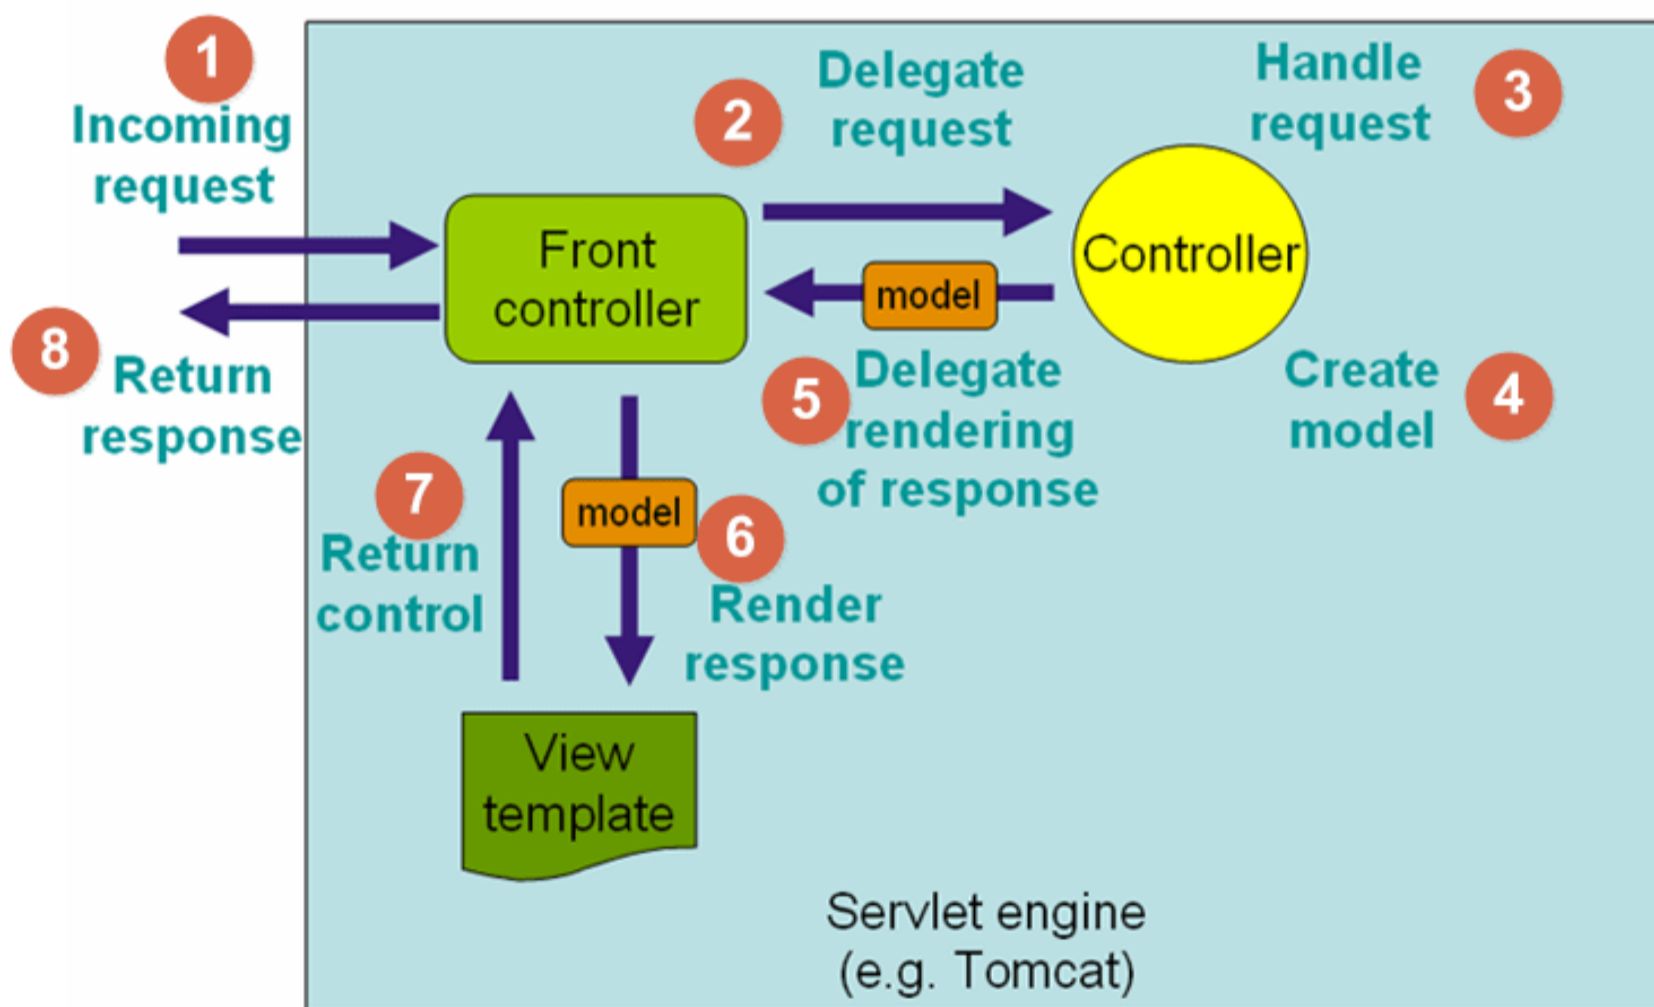 1
Incoming
request
2
Delegate
request
Handle
request
3
Front
controller
Controller
model
8
Return
response
5
Delegate
rendering
of response
Create
model
4
7
Return
control
model
6
Render
response
View
template
Servlet engine
(e.g. Tomcat)